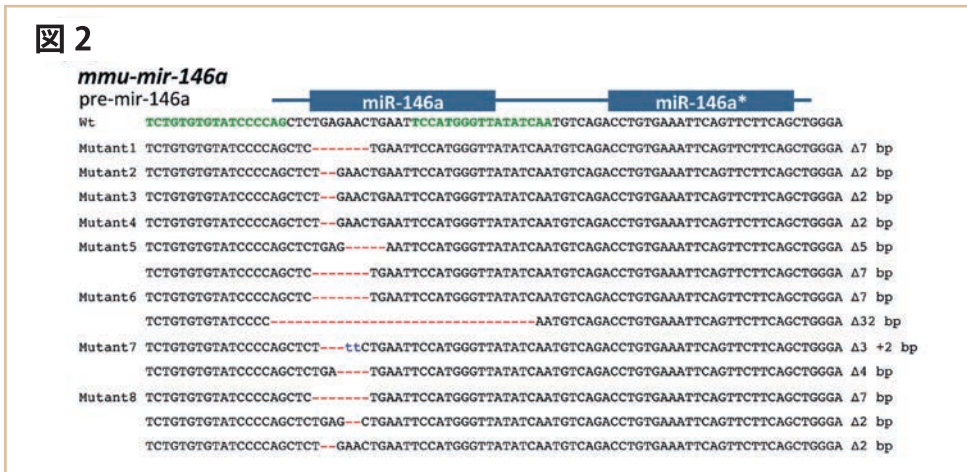 図 2
mmu-mir-146a
pre-mir-146a miR-146a miR-146a*
Wt TCTGTGTGTATCCCCAGCTCTGAGAACTGAATTCCATGGGTTATATCAATGTCAGACCTGTGAAATTCAGTTCTTCAGCTGGGA
Mutant1 TCTGTGTGTATCCCCAGCTC-------TGAATTCCATGGGTTATATCAATGTCAGACCTGTGAAATTCAGTTCTTCAGCTGGGA Δ7 bp
Mutant2 TCTGTGTGTATCCCCAGCTCT--GAACTGAATTCCATGGGTTATATCAATGTCAGACCTGTGAAATTCAGTTCTTCAGCTGGGA Δ2 bp
Mutant3 TCTGTGTGTATCCCCAGCTCT--GAACTGAATTCCATGGGTTATATCAATGTCAGACCTGTGAAATTCAGTTCTTCAGCTGGGA Δ2 bp
Mutant4 TCTGTGTGTATCCCCAGCTCT--GAACTGAATTCCATGGGTTATATCAATGTCAGACCTGTGAAATTCAGTTCTTCAGCTGGGA Δ2 bp
Mutant5 TCTGTGTGTATCCCCAGCTCTGAG-----AATTCCATGGGTTATATCAATGTCAGACCTGTGAAATTCAGTTCTTCAGCTGGGA Δ5 bp
TCTGTGTGTATCCCCAGCTC-------TGAATTCCATGGGTTATATCAATGTCAGACCTGTGAAATTCAGTTCTTCAGCTGGGA Δ7 bp
Mutant6 TCTGTGTGTATCCCCAGCTC-------TGAATTCCATGGGTTATATCAATGTCAGACCTGTGAAATTCAGTTCTTCAGCTGGGA Δ7 bp
TCTGTGTGTATCCCC--------------------------------AATGTCAGACCTGTGAAATTCAGTTCTTCAGCTGGGA Δ32 bp
Mutant7 TCTGTGTGTATCCCCAGCTCT---ttCTGAATTCCATGGGTTATATCAATGTCAGACCTGTGAAATTCAGTTCTTCAGCTGGGA Δ3 +2 bp
TCTGTGTGTATCCCCAGCTCTGA----TGAATTCCATGGGTTATATCAATGTCAGACCTGTGAAATTCAGTTCTTCAGCTGGGA Δ4 bp
Mutant8 TCTGTGTGTATCCCCAGCTC-------TGAATTCCATGGGTTATATCAATGTCAGACCTGTGAAATTCAGTTCTTCAGCTGGGA Δ7 bp
TCTGTGTGTATCCCCAGCTCTGAG--CTGAATTCCATGGGTTATATCAATGTCAGACCTGTGAAATTCAGTTCTTCAGCTGGGA Δ2 bp
TCTGTGTGTATCCCCAGCTCT--GAACTGAATTCCATGGGTTATATCAATGTCAGACCTGTGAAATTCAGTTCTTCAGCTGGGA Δ2 bp